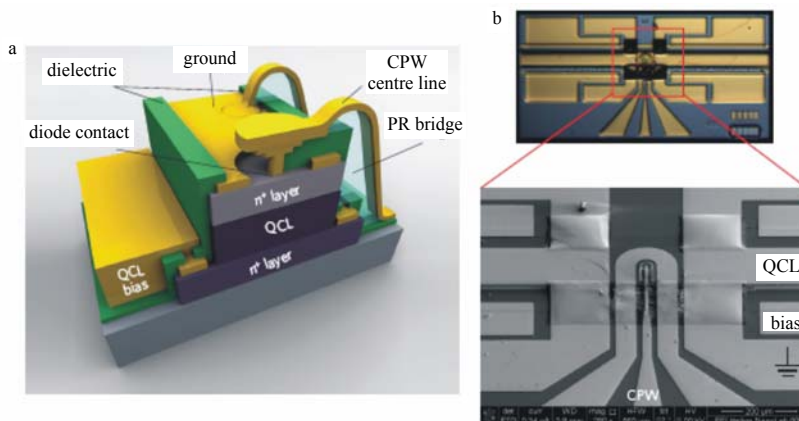 a
dielectric
ground
CPW
centre line
diode contact
PR bridge
n⁺ layer
QCL
n⁺ layer
QCL
bias
b
QCL
bias
CPW
200 µm